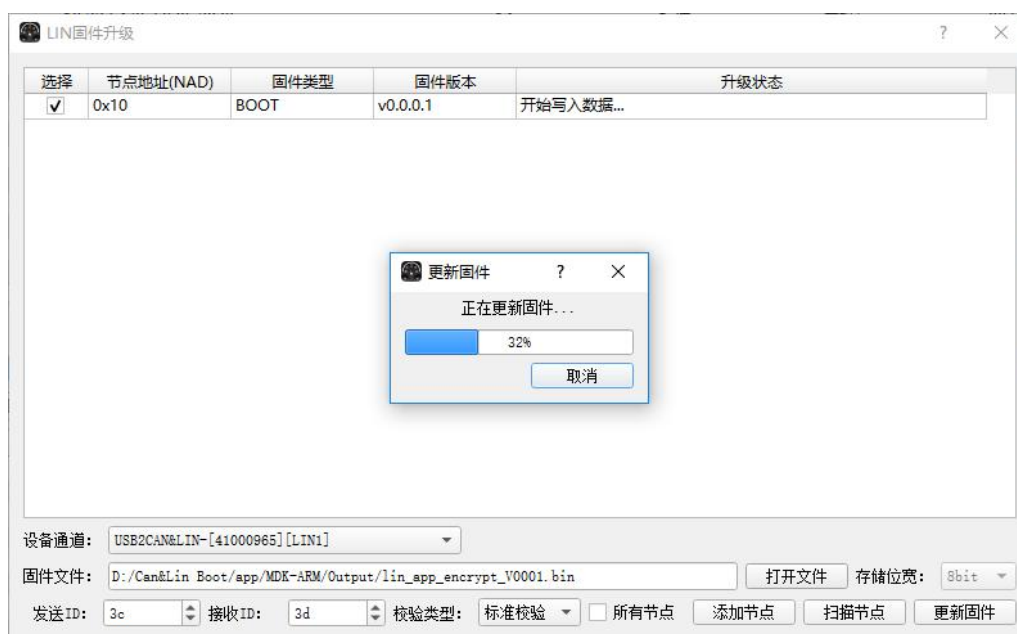 LIN固件升级
选择 节点地址(NAD) 固件类型 固件版本 升级状态
0x10 BOOT v0.0.0.1 开始写入数据...
更新固件
正在更新固件...
32%
取消
设备通道: USB2CAN&LIN-[41000965][LIN1]
固件文件: D:/Can&Lin Boot/app/MDK-ARM/Output/lin_app_encrypt_V0001.bin 打开文件 存储位宽: 8bit
发送ID: 3c 接收ID: 3d 校验类型: 标准校验 所有节点 添加节点 扫描节点 更新固件